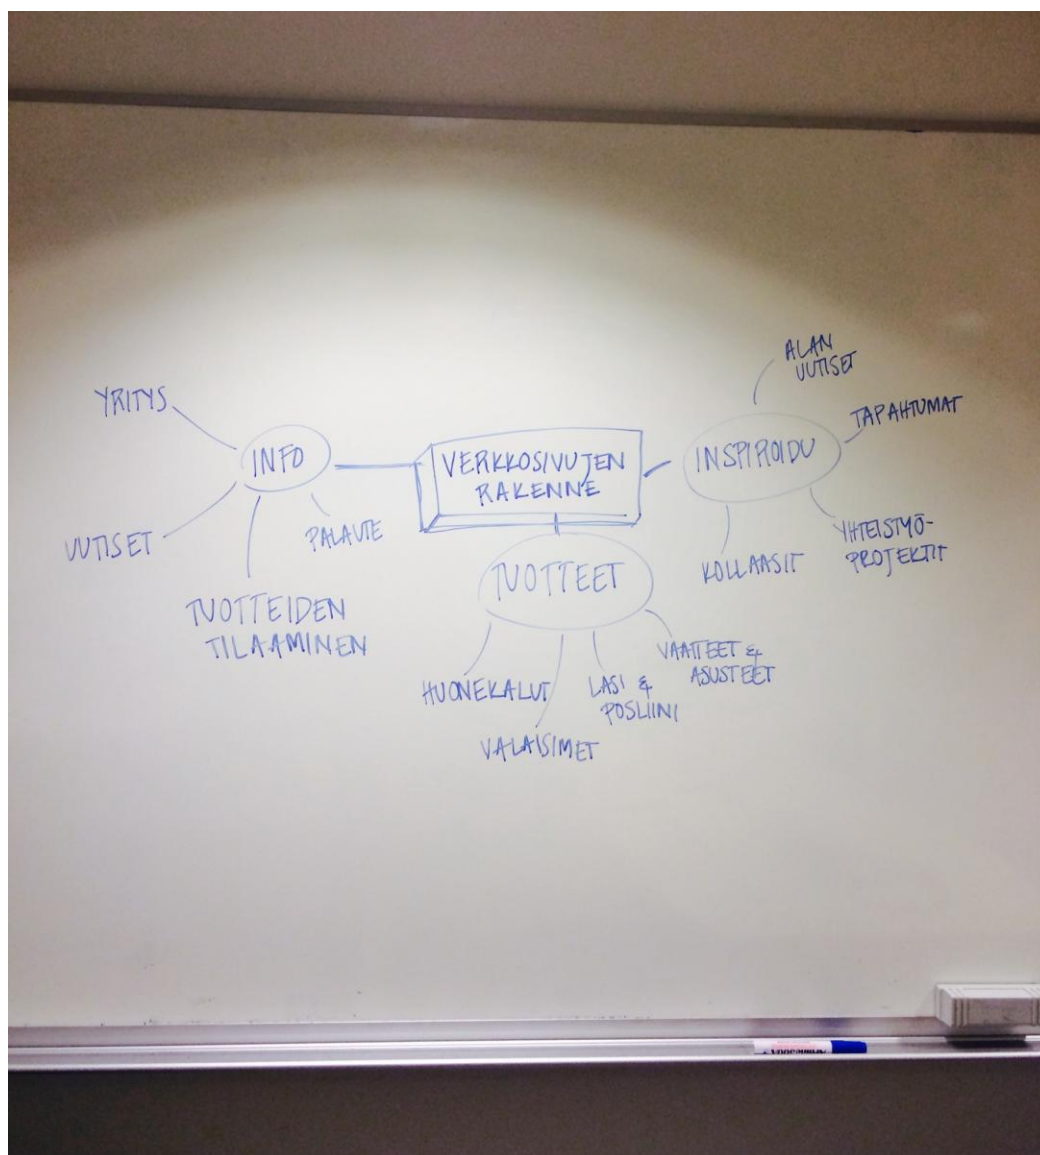 ALAN
UUTISET
YRITYS
TAPAHTUMAT
INFO
VERKKOSIVUJEN
RAKENNE
INSPIROIDU
UUTISET
PALAUTE
YHTEISTYÖ-
PROJEKTIT
KOLLAASIT
TUOTTEET
TUOTTEIDEN
TILAAMINEN
HUONEKALUT
VALAISIMET
LASI &
POSLIINI
VAATTEET &
ASUSTEET